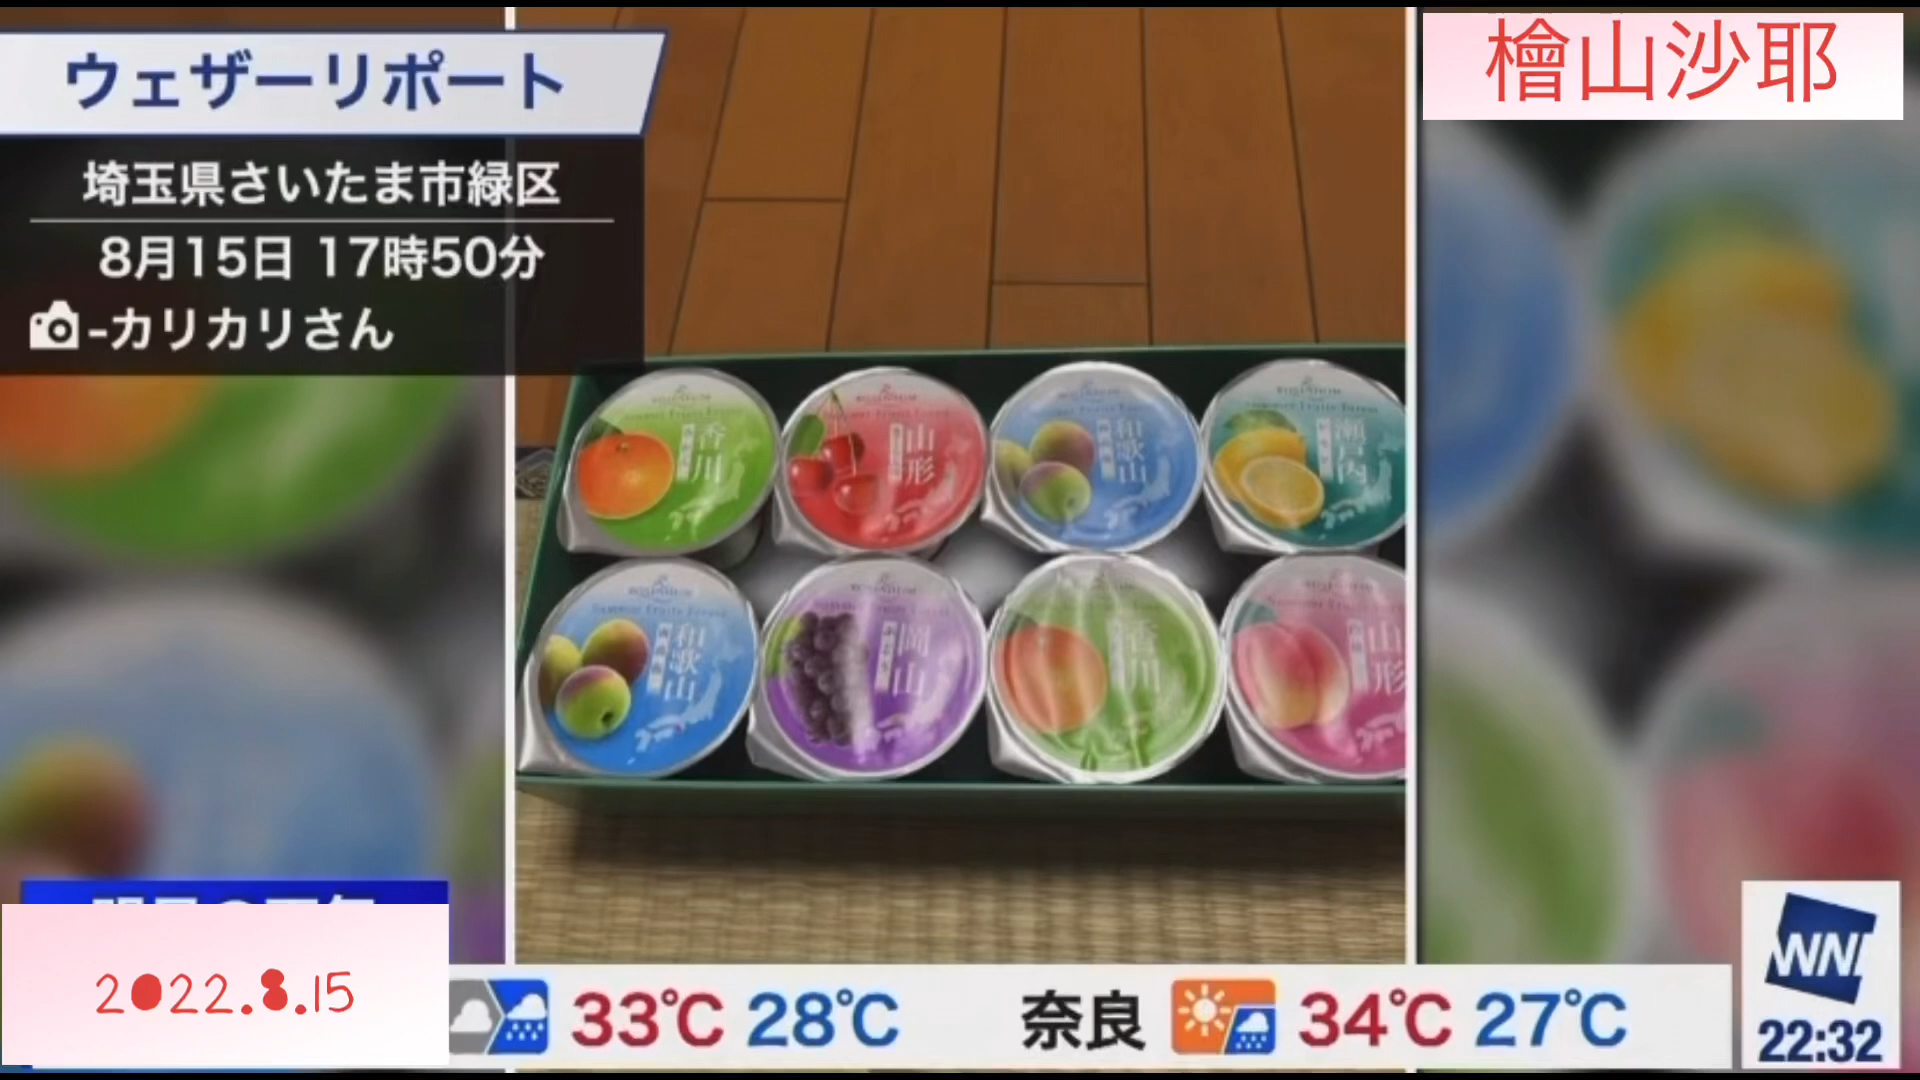 ウェザーリポート
檜山沙耶
埼玉県さいたま市緑区
8月15日 17時50分
-カリカリさん
香川
山形
和歌山
瀬戸内
和歌山
岡山
香川
山形
2022.8.15
33℃ 28℃ 奈良 34℃ 27℃
WNI
22:32